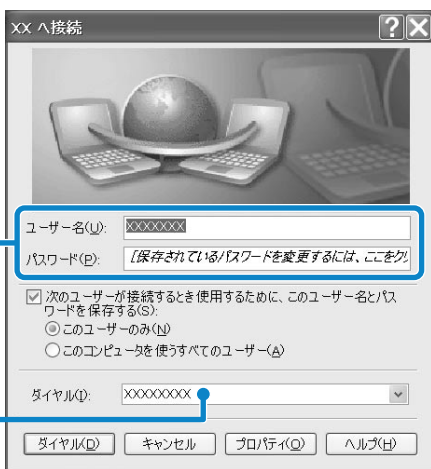 xx へ接続
ユーザー名(U): XXXXXXX
パスワード(P): [保存されているパスワードを変更するには、ここをクリ
次のユーザーが接続するとき使用するために、このユーザー名とパス
ワードを保存する(S):
このユーザーのみ(N)
このコンピュータを使うすべてのユーザー(A)
ダイヤル(I): XXXXXXXX
ダイヤル(D) キャンセル プロパティ(O) ヘルプ(H)